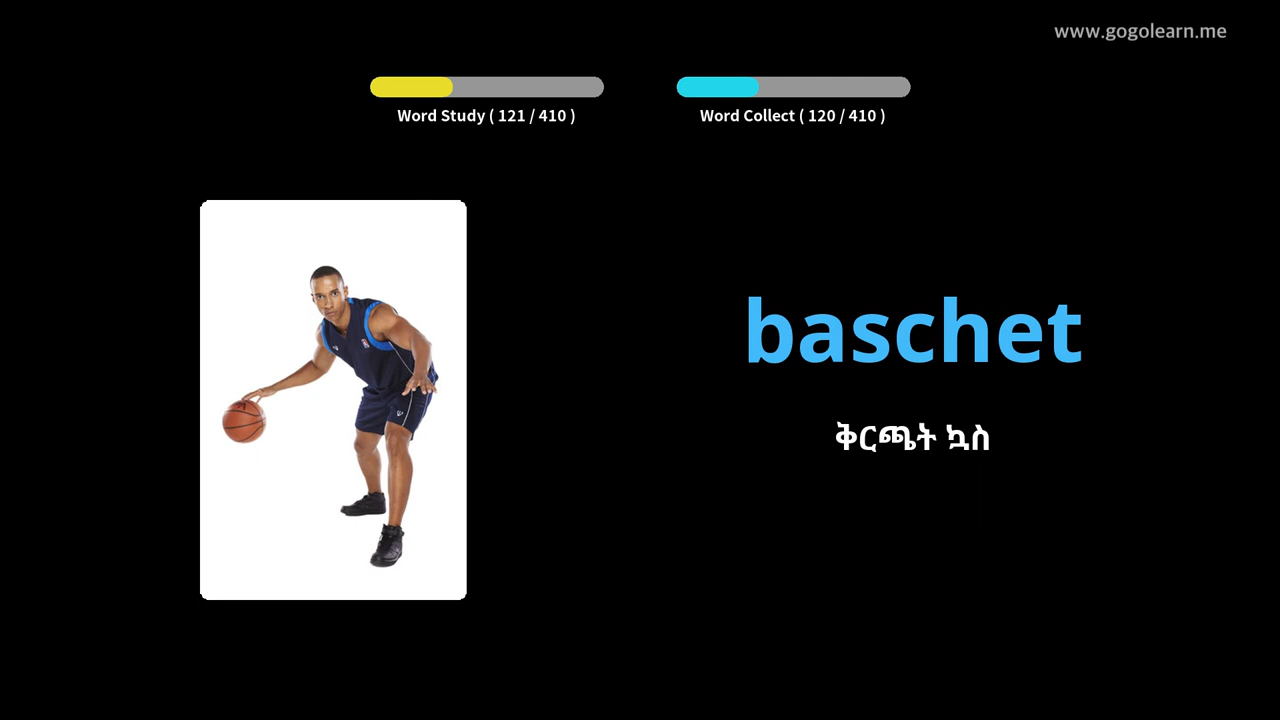 www.gogolearn.me
Word Study ( 121 / 410 )
Word Collect ( 120 / 410 )
baschet
ቅርጫት ኳስ